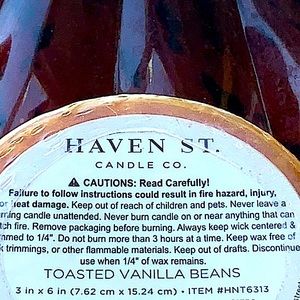 HAVEN ST.
CANDLE CO.
⚠ CAUTIONS: Read Carefully!
Failure to follow instructions could result in fire hazard, injury,
or heat damage. Keep out of reach of children and pets. Never leave a
burning candle unattended. Never burn candle on or near anything that can
catch fire. Remove packaging before burning. Always keep wick centered &
trimmed to 1/4". Do not burn more than 3 hours at a time. Keep wax free of
wick trimmings, or other flammable materials. Keep out of drafts. Discontinue
use when 1/4" of wax remains.
TOASTED VANILLA BEANS
3 in x 6 in (7.62 cm x 15.24 cm) • ITEM #HNT6313